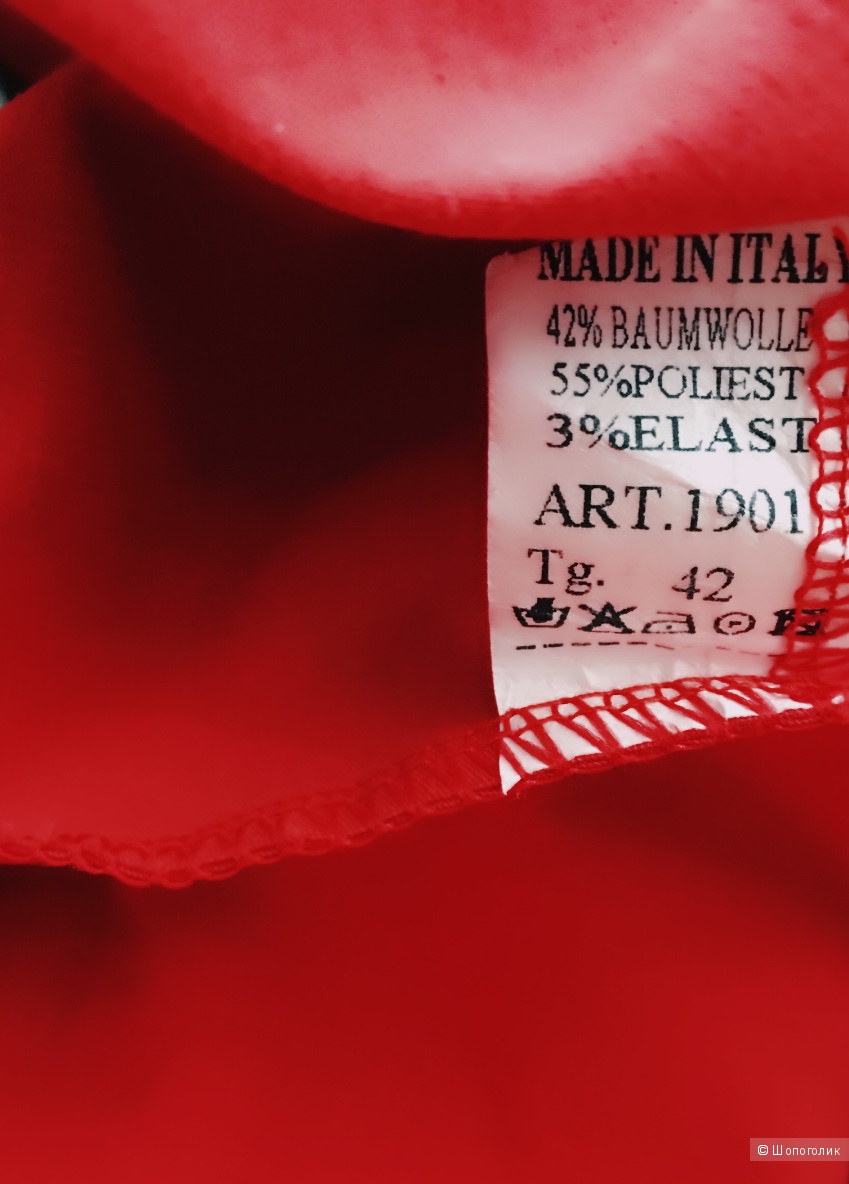 MADE IN ITALY
42% BAUMWOLLE
55%POLIEST
3%ELAST
ART.1901
Tg. 42
© Шопоголик